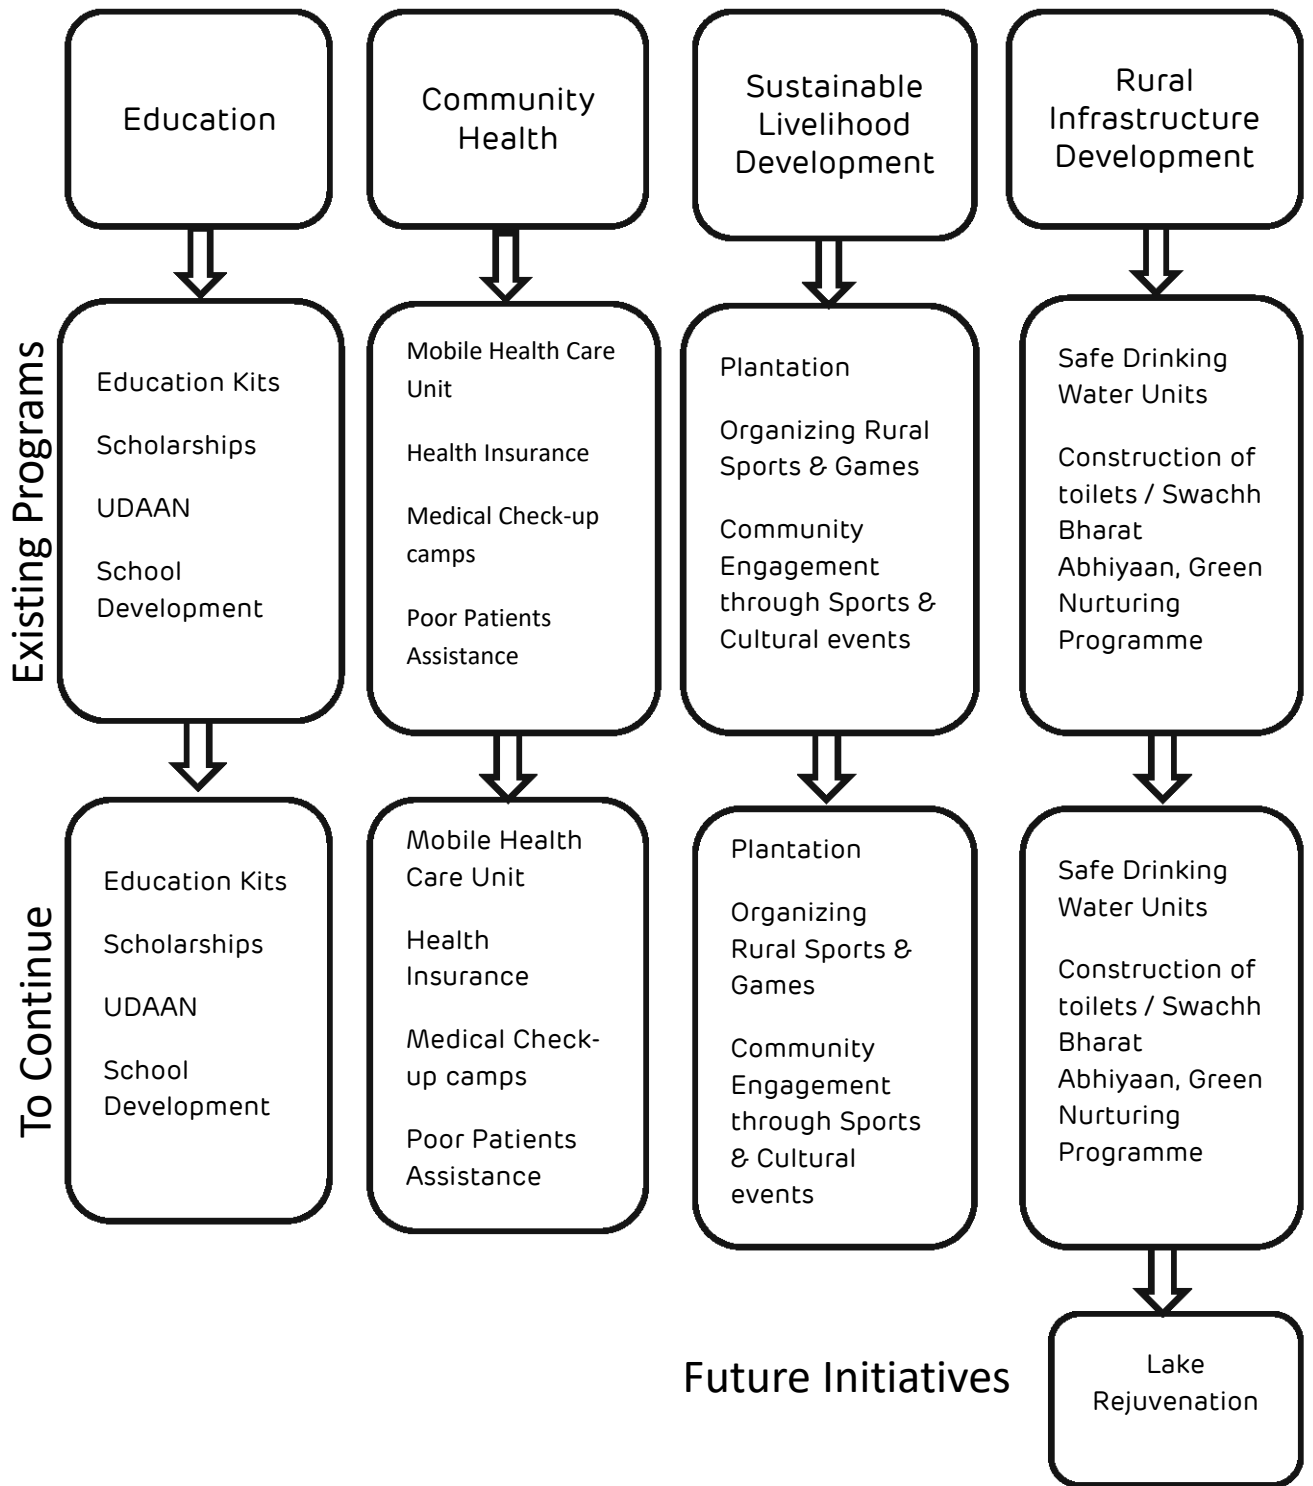 Education
Community
Health
Sustainable
Livelihood
Development
Rural
Infrastructure
Development
Existing Programs
Education Kits
Scholarships
UDAAN
School
Development
Mobile Health Care
Unit
Health Insurance
Medical Check-up
camps
Poor Patients
Assistance
Plantation
Organizing Rural
Sports & Games
Community
Engagement
through Sports &
Cultural events
Safe Drinking
Water Units
Construction of
toilets / Swachh
Bharat
Abhiyaan, Green
Nurturing
Programme
To Continue
Education Kits
Scholarships
UDAAN
School
Development
Mobile Health
Care Unit
Health
Insurance
Medical Check-
up camps
Poor Patients
Assistance
Plantation
Organizing
Rural Sports &
Games
Community
Engagement
through Sports
& Cultural
events
Safe Drinking
Water Units
Construction of
toilets / Swachh
Bharat
Abhiyaan, Green
Nurturing
Programme
Future Initiatives
Lake
Rejuvenation